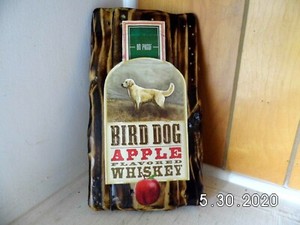 80 PROOF
BIRD DOG
APPLE
FLAVORED
WHISKEY
5.30.2020